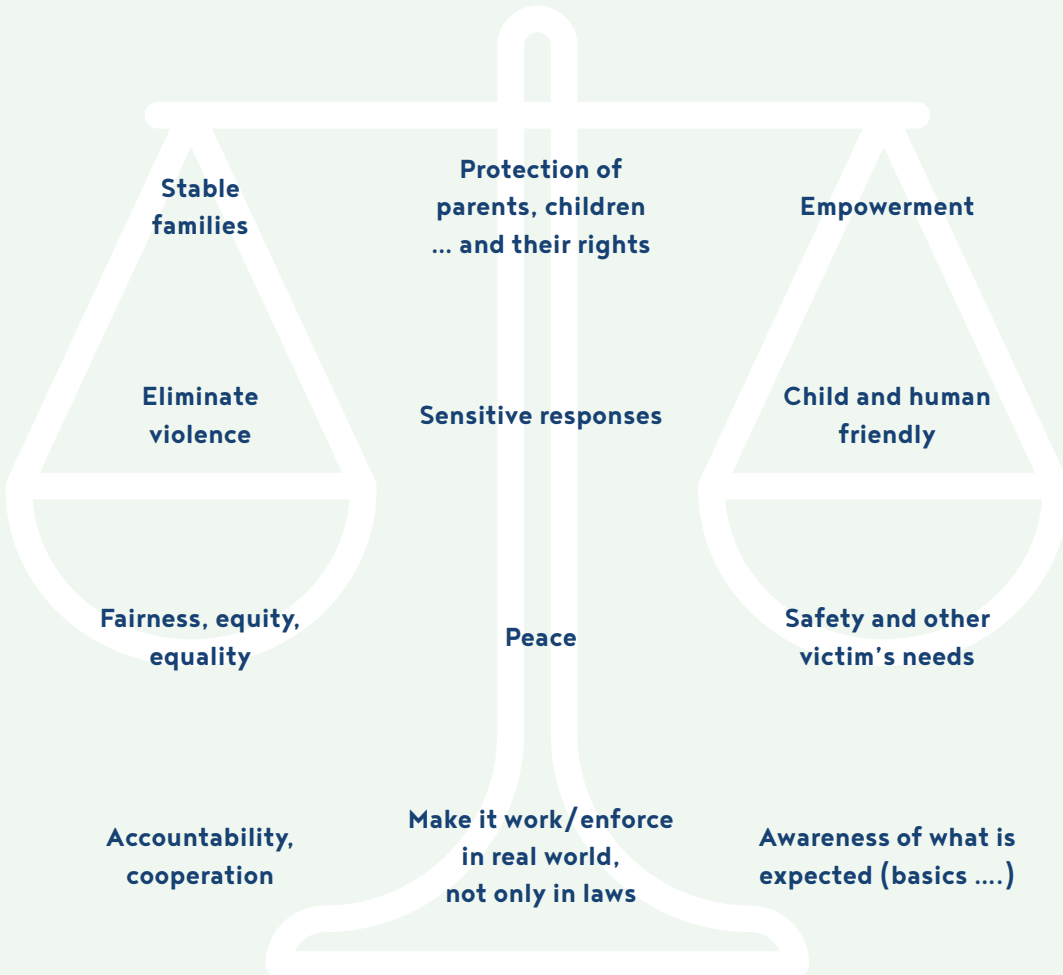 Stable
families
Protection of
parents, children
... and their rights
Empowerment
Eliminate
violence
Sensitive responses
Child and human
friendly
Fairness, equity,
equality
Peace
Safety and other
victim's needs
Accountability,
cooperation
Make it work/enforce
in real world,
not only in laws
Awareness of what is
expected (basics ....)